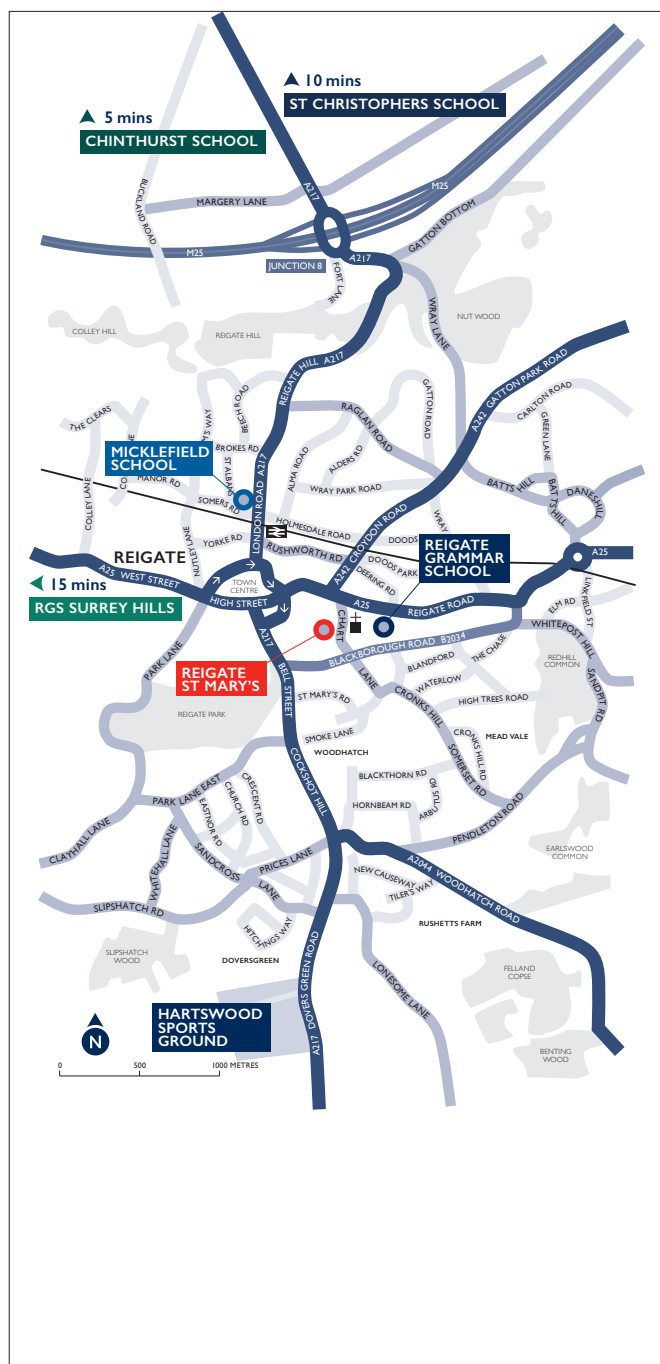 10 mins
ST CHRISTOPHERS SCHOOL
5 mins
CHINTHURST SCHOOL
A217
M25
BUCKLAND ROAD
MARGERY LANE
GATTON BOTTOM
M25
A217
JUNCTION 8
FORT LANE
WRAY LANE
NUT WOOD
COLLEY HILL
REIGATE HILL
REIGATE HILL A217
A242 GATTON PARK ROAD
GATTON ROAD
CARLTON ROAD
GREEN LANE
THE CLEARS
BEECH ROAD
RAGLAN ROAD
BROKES RD
ALDERS RD
MICKLEFIELD
SCHOOL
ST ALBANS
LONDON ROAD A217
ALMA ROAD
MANOR RD
WRAY PARK ROAD
BATTS HILL
BATTS HILL
DANESHILL
SOMERS RD
COLLEY LANE
HOLMESDALE ROAD
DOODS
WRAY
YORKE RD
RUSHWORTH RD
A242 CROYDON ROAD
DOODS PARK
DEERING RD
REIGATE
GRAMMAR
SCHOOL
A25
REIGATE
NUTLEY LANE
A25 WEST STREET
TOWN
CENTRE
HIGH STREET
15 mins
RGS SURREY HILLS
A25
REIGATE ROAD
ELM RD
LINKFIELD ST
A217
CHART
LANE
BLACKBOROUGH ROAD B2034
WHITEPOST HILL
PARK LANE
REIGATE
ST MARY'S
BELL STREET
BLANDFORD
THE CHASE
WATERLOW
REDHILL
COMMON
SANDPIT RD
ST MARY'S RD
CRONKS HILL
HIGH TREES ROAD
REIGATE PARK
SMOKE LANE
WOODHATCH
CRONKS HILL RD
MEAD VALE
COCKSHOT HILL
SOMERSET RD
BLACKTHORN RD
PARK LANE EAST
CRESCENT RD
CHURCH RD
EASTNOR RD
HORNBEAM RD
ARBUTUS RD
PENDLETON ROAD
CLAYHALL LANE
WHITEHALL LANE
SANDCROSS
LANE
PRICES LANE
EARLSWOOD
COMMON
A2044 WOODHATCH ROAD
NEW CAUSEWAY
TILER'S WAY
SLIPSHATCH RD
HITCHINGS WAY
RUSHETTS FARM
SLIPSHATCH
WOOD
DOVERSGREEN
LONESOME LANE
FELLAND
COPSE
A217 DOVERS GREEN ROAD
HARTSWOOD
SPORTS
GROUND
N
BENTING
WOOD
0 500 1000 METRES